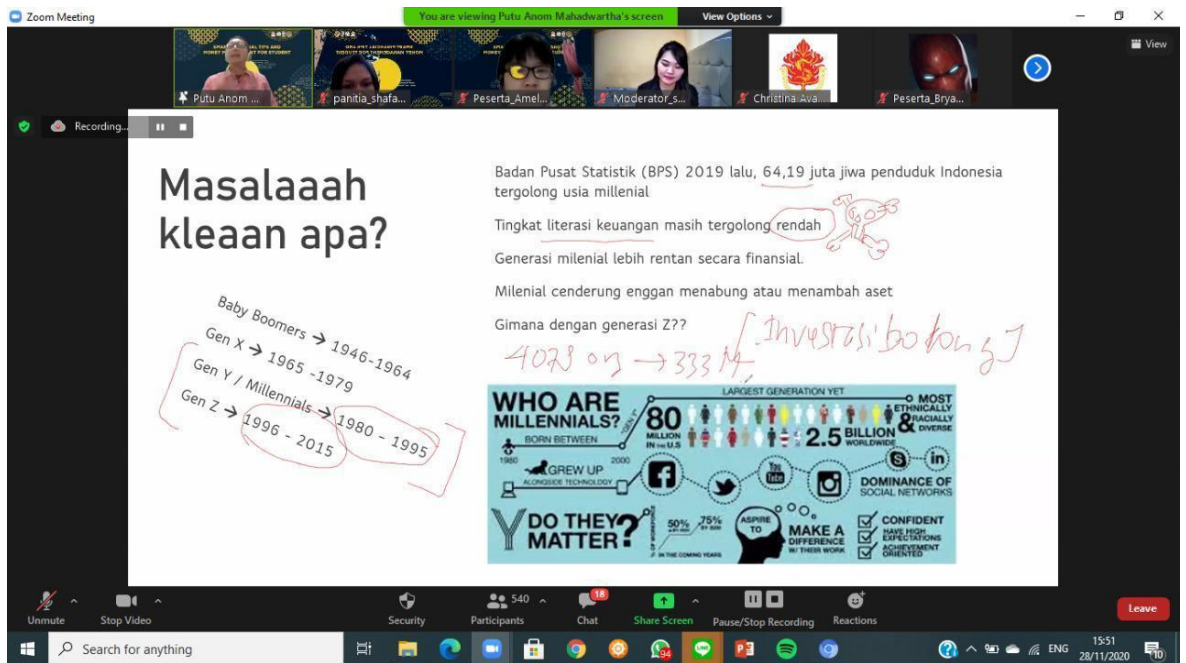 Zoom Meeting
You are viewing Putu Anom Mahadwartha's screen
View Options
View
Putu Anom ...
panitia_shafa...
Peserta_Amel...
Moderator_s...
Christina Ava...
Peserta_Brya...
Recording...
Masalaaah
kleaan apa?
Baby Boomers → 1946-1964
Gen X → 1965 -1979
Gen Y / Millennials → 1980 - 1995
Gen Z → 1996 - 2015
Badan Pusat Statistik (BPS) 2019 lalu, 64,19 juta jiwa penduduk Indonesia
tergolong usia millenial
Tingkat literasi keuangan masih tergolong rendah
Generasi milenial lebih rentan secara finansial.
Milenial cenderung enggan menabung atau menambah aset
Gimana dengan generasi Z??
→ 333 M
WHO ARE
MILLENNIALS?
"GEN Y"
BORN BETWEEN
1980
2000
GREW UP
ALONGSIDE TECHNOLOGY
LARGEST GENERATION YET
80
MILLION
IN THE U.S
2.5 BILLION
WORLDWIDE
&
MOST
ETHNICALLY
RACIALLY
DIVERSE
You
Tube
DOMINANCE OF
SOCIAL NETWORKS
Y DO THEY
MATTER?
% OF WORKFORCE
50%
75%
IN THE COMING YEARS
ASPIRE
TO
MAKE A
DIFFERENCE
W/ THEIR WORK
CONFIDENT
HAVE HIGH
EXPECTATIONS
ACHIEVEMENT
ORIENTED
Unmute
Stop Video
Security
540
Participants
18
Chat
Share Screen
Pause/Stop Recording
Reactions
Leave
Search for anything
94
ENG
15:51
28/11/2020
10